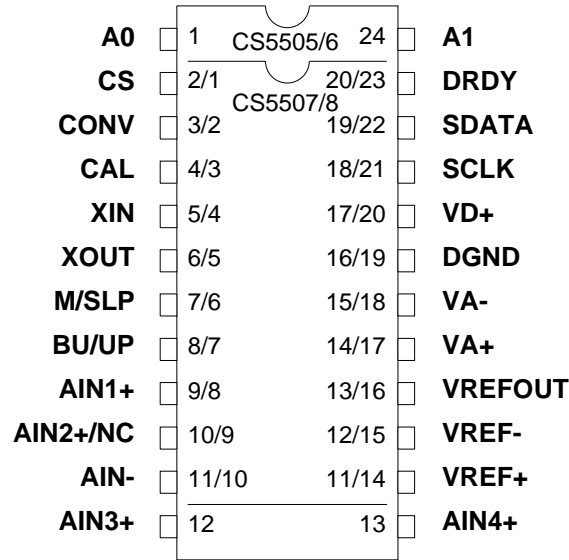 A0 1 CS5505/6 24 A1
CS 2/1 20/23 DRDY
CS5507/8
CONV 3/2 19/22 SDATA
CAL 4/3 18/21 SCLK
XIN 5/4 17/20 VD+
XOUT 6/5 16/19 DGND
M/SLP 7/6 15/18 VA-
BU/UP 8/7 14/17 VA+
AIN1+ 9/8 13/16 VREFOUT
AIN2+/NC 10/9 12/15 VREF-
AIN- 11/10 11/14 VREF+
AIN3+ 12 13 AIN4+